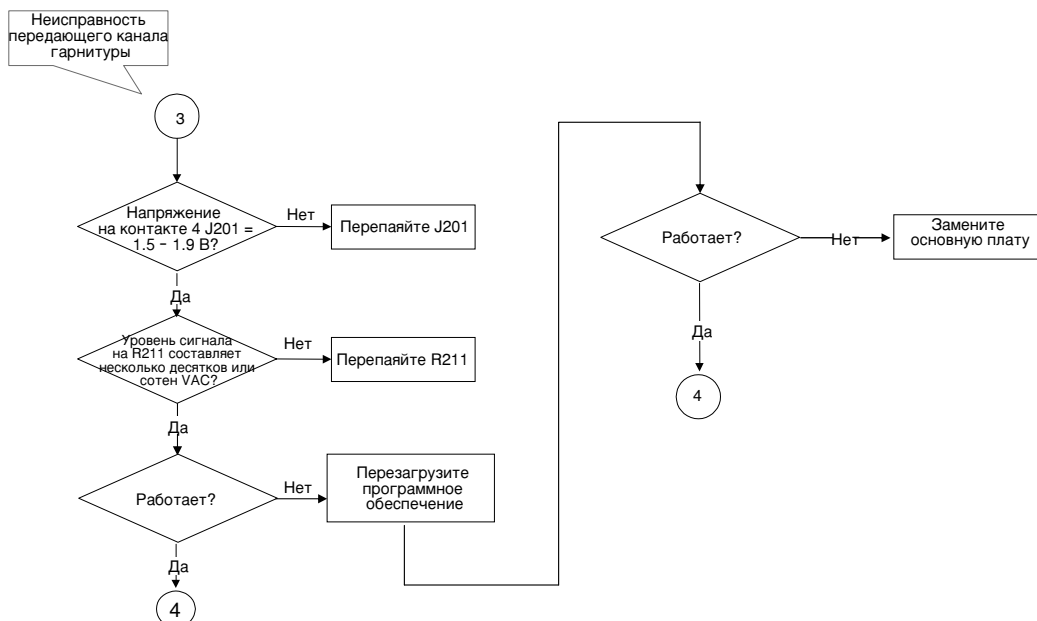 Неисправность
передающего канала
гарнитуры
3
Напряжение
на контакте 4 J201 =
1.5 - 1.9 В?
Нет
Перепаяйте J201
Да
Уровень сигнала
на R211 составляет
несколько десятков или
сотен VAC?
Нет
Перепаяйте R211
Да
Работает?
Нет
Перезагрузите
программное
обеспечение
Да
4
Работает?
Нет
Замените
основную плату
Да
4